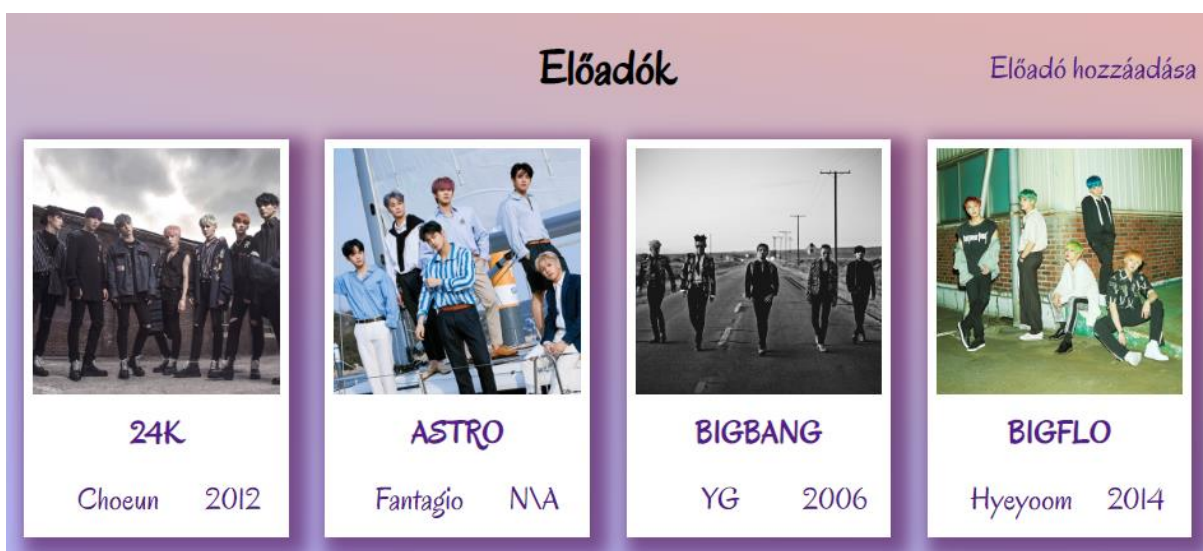 Előadók
Előadó hozzáadása
24K
Choeun 2012
ASTRO
Fantagio N\A
BIGBANG
YG 2006
BIGFLO
Hyeyoom 2014